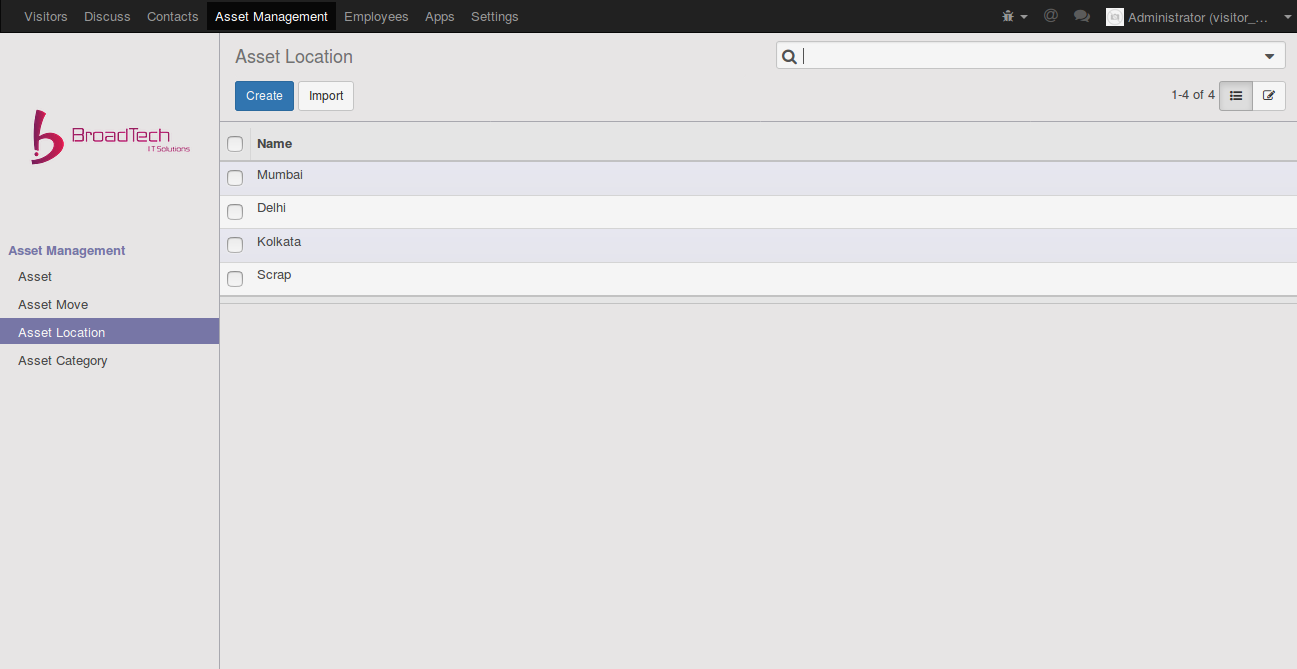 Visitors Discuss Contacts Asset Management Employees Apps Settings @ Administrator (visitor_...
Asset Location
Create Import
1-4 of 4
BroadTech
IT Solutions
Name
Mumbai
Delhi
Kolkata
Scrap
Asset Management
Asset
Asset Move
Asset Location
Asset Category